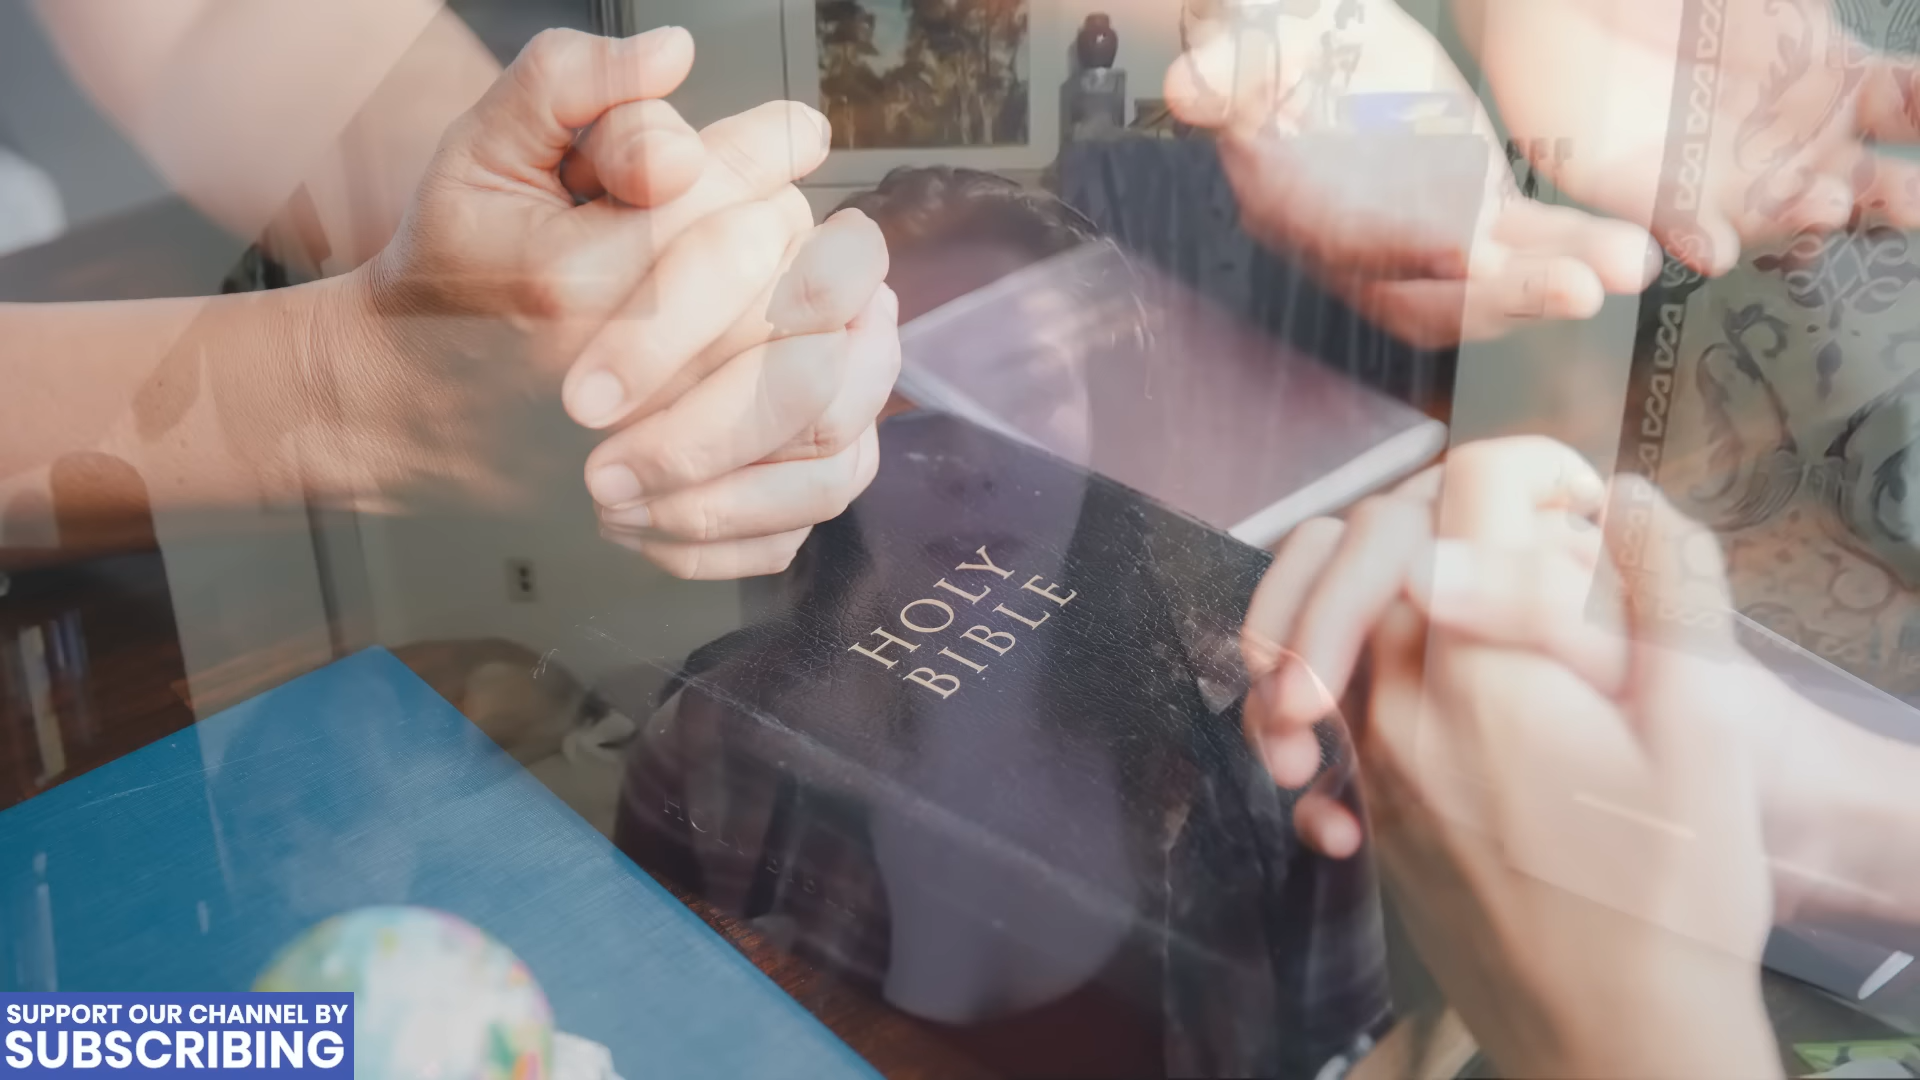 HOLY
BIBLE
SUPPORT OUR CHANNEL BY
SUBSCRIBING